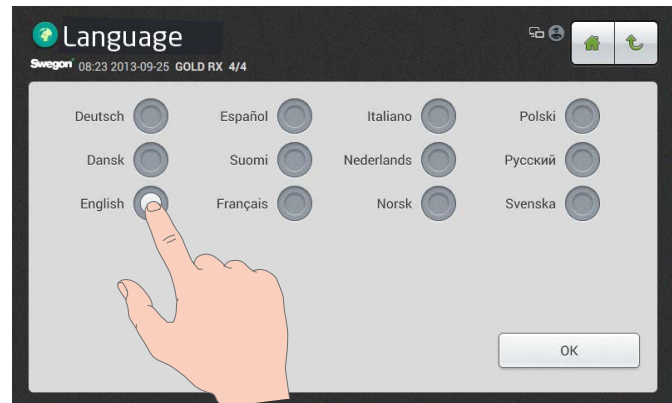 Language
Swegon 08:23 2013-09-25 GOLD RX 4/4
Deutsch Español Italiano Polski
Dansk Suomi Nederlands Русский
English Français Norsk Svenska
OK